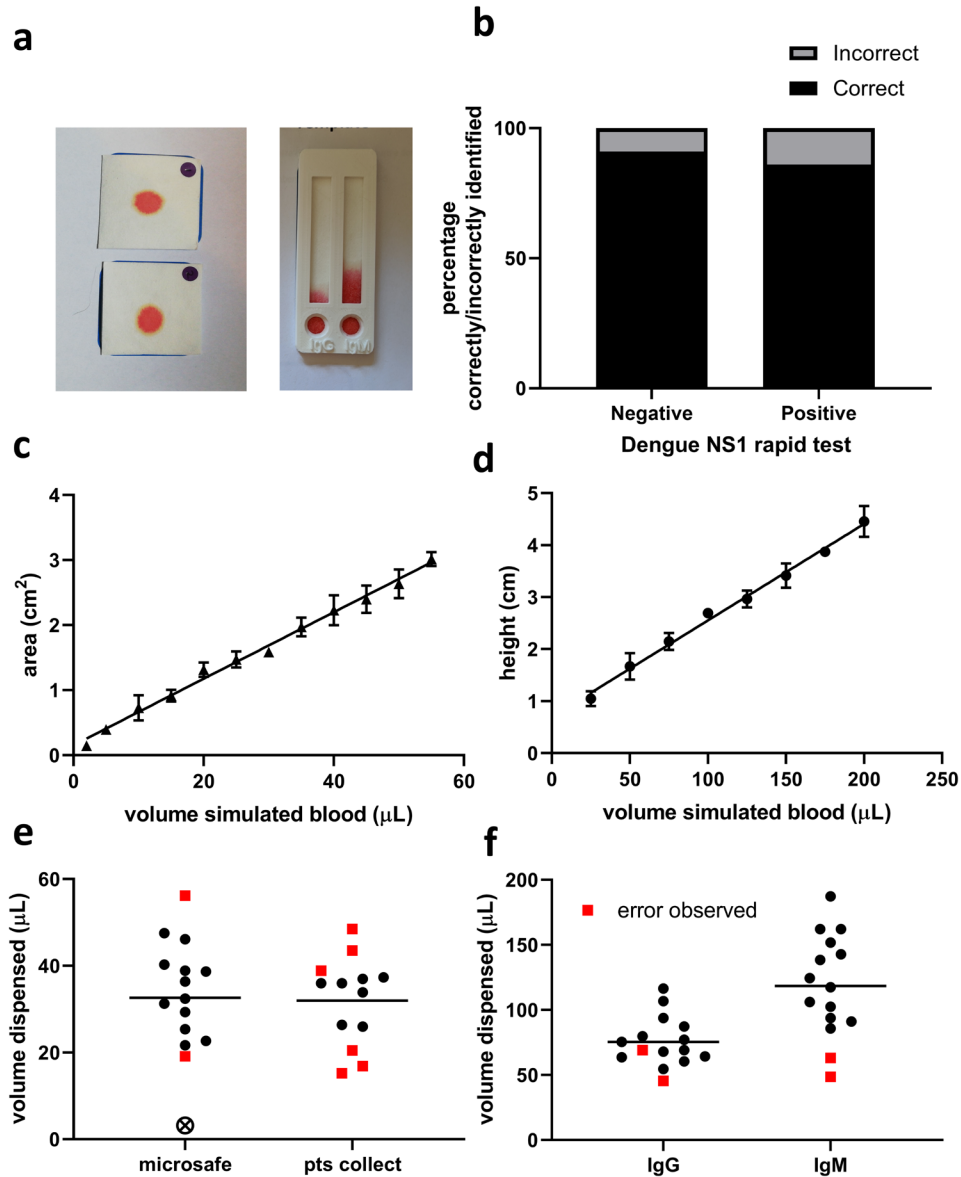 a
IgG IgM
b
Incorrect
Correct
percentage
correctly/incorrectly identified
100
50
0
Negative Positive
Dengue NS1 rapid test
c
area (cm²)
4
3
2
1
0
0 20 40 60
volume simulated blood (μL)
d
height (cm)
5
4
3
2
1
0
0 50 100 150 200 250
volume simulated blood (μL)
e
volume dispensed (μL)
60
40
20
0
microsafe pts collect
f
error observed
volume dispensed (μL)
200
150
100
50
0
IgG IgM